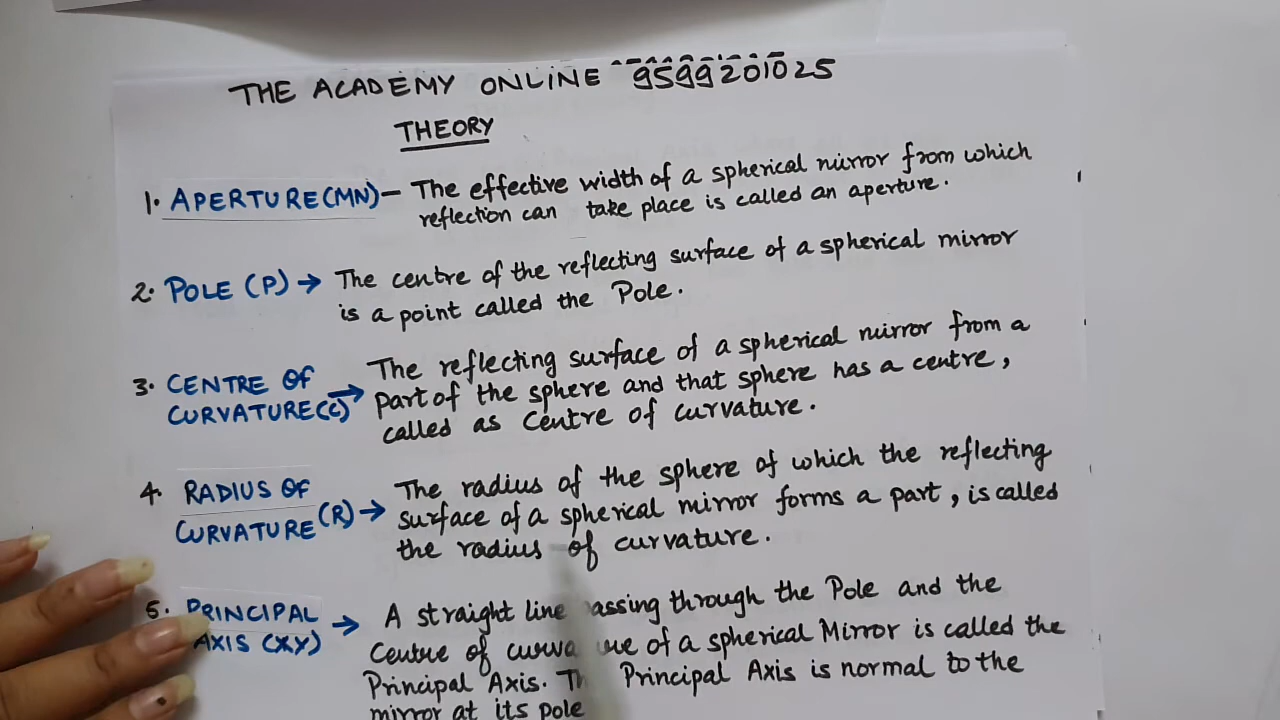 THE ACADEMY ONLINE 9599201025
THEORY
1. APERTURE(MN) – The effective width of a spherical mirror from which
reflection can take place is called an aperture.
2. POLE (P) → The centre of the reflecting surface of a spherical mirror
is a point called the Pole.
3. CENTRE OF CURVATURE(C) → The reflecting surface of a spherical mirror from a
part of the sphere and that sphere has a centre,
called as Centre of curvature.
4. RADIUS OF CURVATURE (R) → The radius of the sphere of which the reflecting
surface of a spherical mirror forms a part, is called
the radius of curvature.
5. PRINCIPAL AXIS (XY) → A straight line passing through the Pole and the
Centre of curvature of a spherical Mirror is called the
Principal Axis. The Principal Axis is normal to the
mirror at its pole